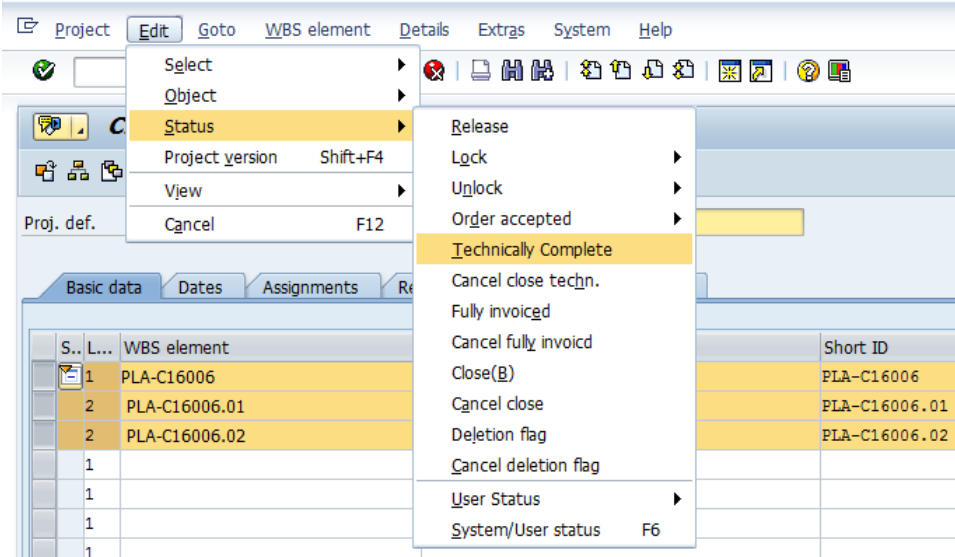 Project Edit Goto WBS element Details Extras System Help
Select
Object
Status
Project version Shift+F4
View
Cancel F12
Release
Lock
Unlock
Order accepted
Technically Complete
Cancel close techn.
Fully invoiced
Cancel fully invoicd
Close(B)
Cancel close
Deletion flag
Cancel deletion flag
User Status
System/User status F6
C
Proj. def.
Basic data Dates Assignments Re
S.. L... WBS element Short ID
1 PLA-C16006 PLA-C16006
2 PLA-C16006.01 PLA-C16006.01
2 PLA-C16006.02 PLA-C16006.02
1
1
1
1